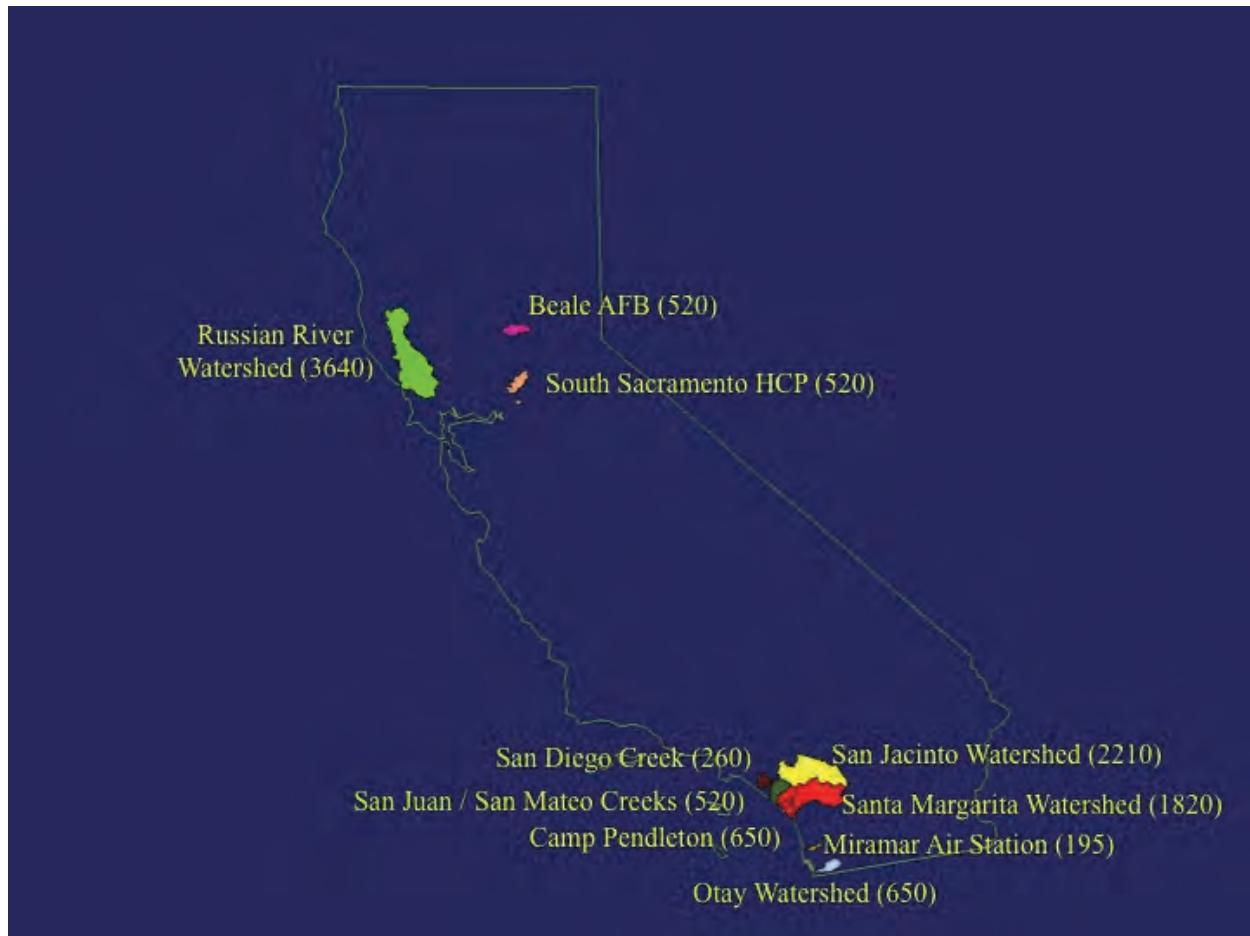 Beale AFB (520)
Russian River
Watershed (3640)
South Sacramento HCP (520)
San Diego Creek (260)
San Jacinto Watershed (2210)
San Juan / San Mateo Creeks (520)
Santa Margarita Watershed (1820)
Camp Pendleton (650)
Miramar Air Station (195)
Otay Watershed (650)